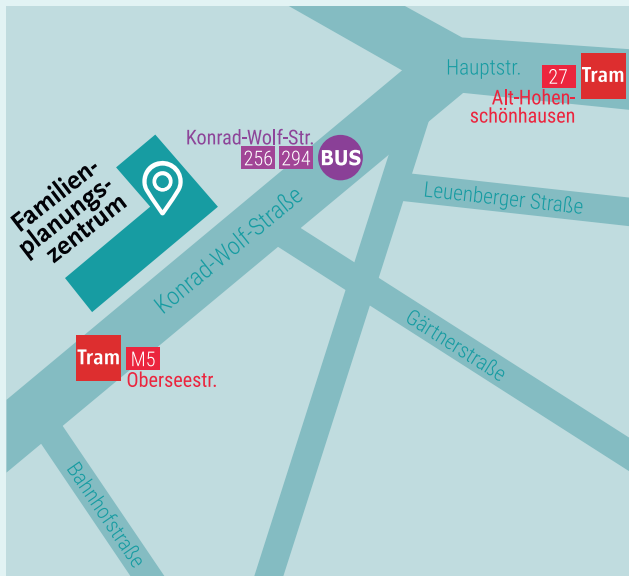 Hauptstr.
27 Tram
Alt-Hohen-
schönhausen
Konrad-Wolf-Str.
256 294 BUS
Familien-
planungs-
zentrum
Konrad-Wolf-Straße
Leuenberger Straße
Gärtnerstraße
Tram M5
Oberseestr.
Bahnhofstraße